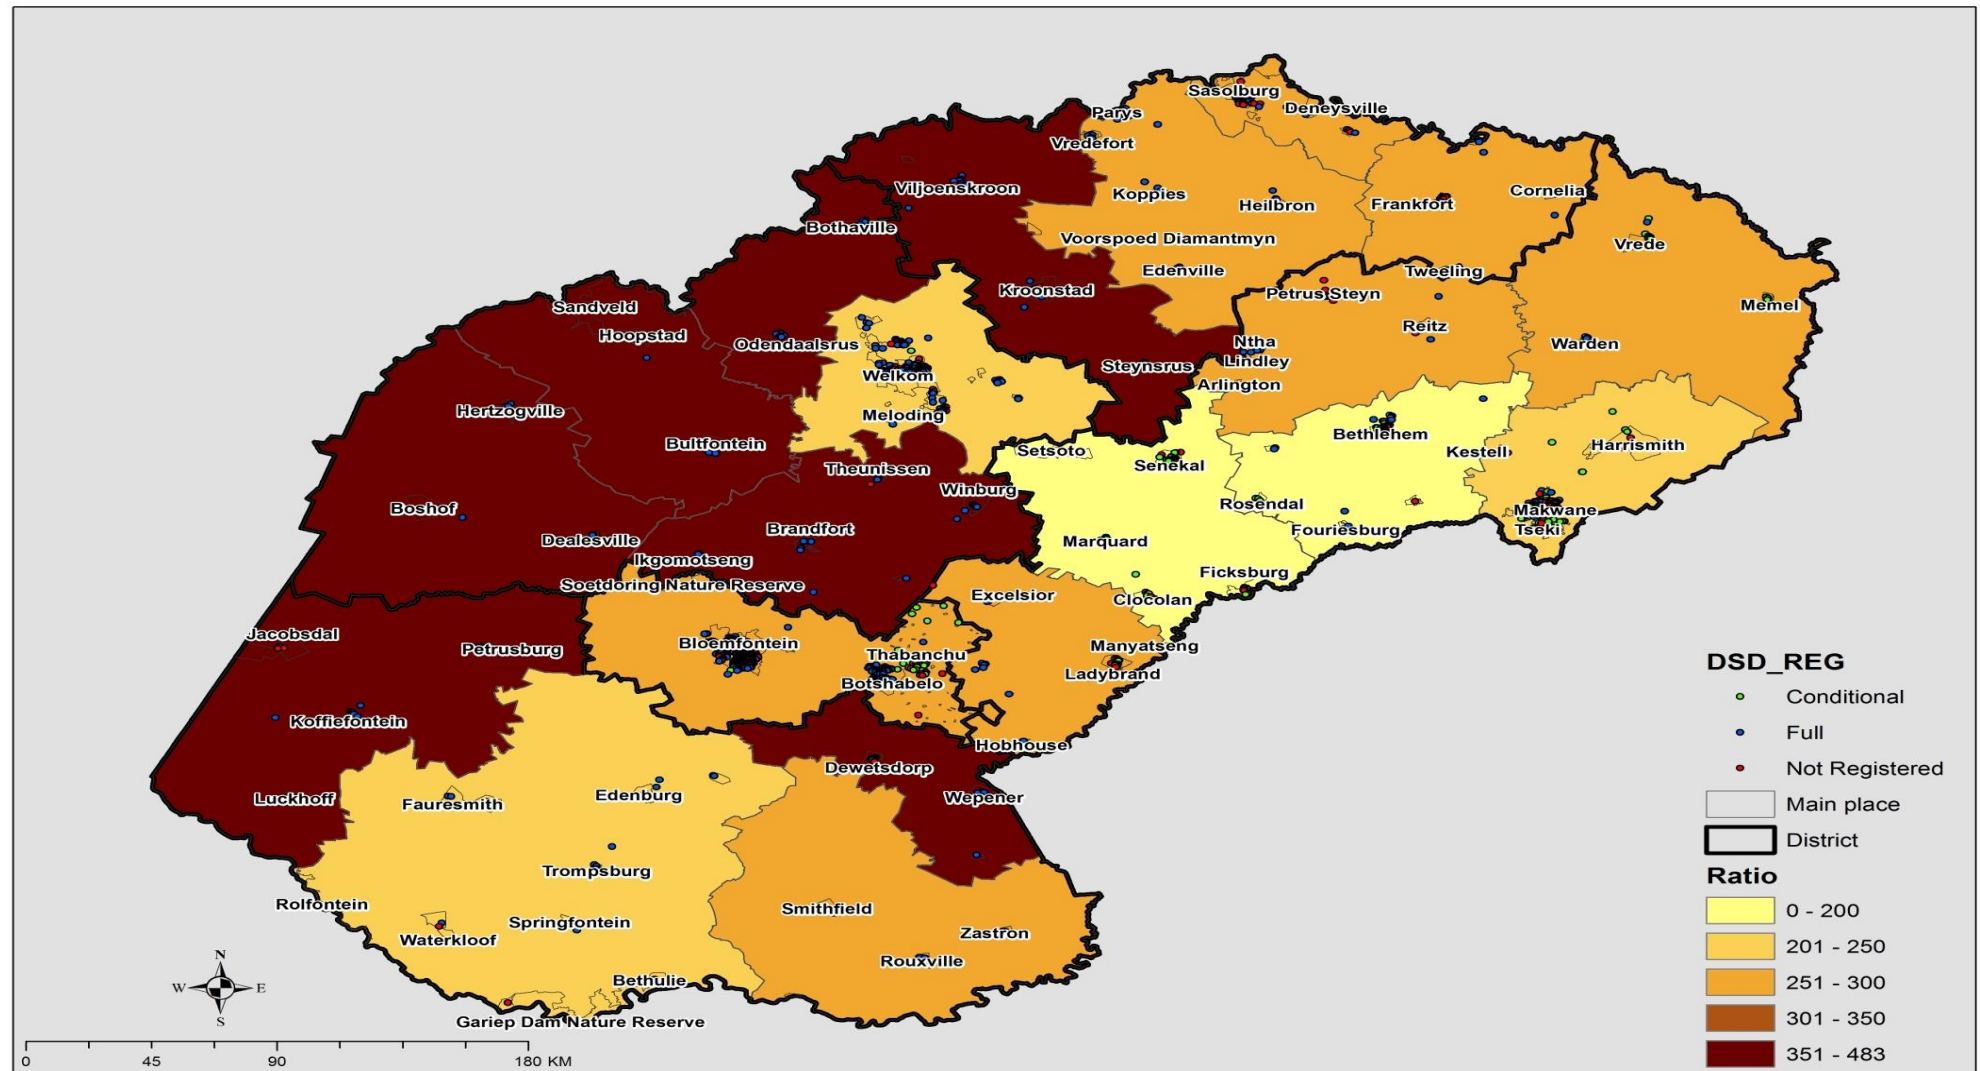 Sasolburg
Deneysville
Parys
Vredefort
Viljoenskroon
Koppies
Heilbron
Frankfort
Cornelia
Bothaville
Voorspoed Diamantmyn
Vrede
Edenville
Tweeling
Kroonstad
Petrus Steyn
Memel
Sandveld
Hoopstad
Reitz
Odendaalsrus
Ntha
Warden
Lindley
Steynsrus
Welkom
Arlington
Hertzogville
Meloding
Bethlehem
Bultfontein
Harrismith
Setsoto
Kestell
Senekal
Theunissen
Winburg
Rosendal
Boshof
Makwane
Brandfort
Fouriesburg
Tseki
Dealesville
Marquard
Ikgomotseng
Ficksburg
Soetdoring Nature Reserve
Excelsior
Clocolan
Jacobsdal
Bloemfontein
Manyatseng
Petrusburg
Thabanchu
Ladybrand
Botshabelo
Koffiefontein
Hobhouse
Dewetsdorp
Luckhoff
Fauresmith
Edenburg
Wepener
Trompsburg
Rolfontein
Smithfield
Springfontein
Zastron
Waterkloof
Rouxville
Bethulie
Gariep Dam Nature Reserve
N
W E
S
0 45 90 180 KM
DSD_REG
Conditional
Full
Not Registered
Main place
District
Ratio
0 - 200
201 - 250
251 - 300
301 - 350
351 - 483